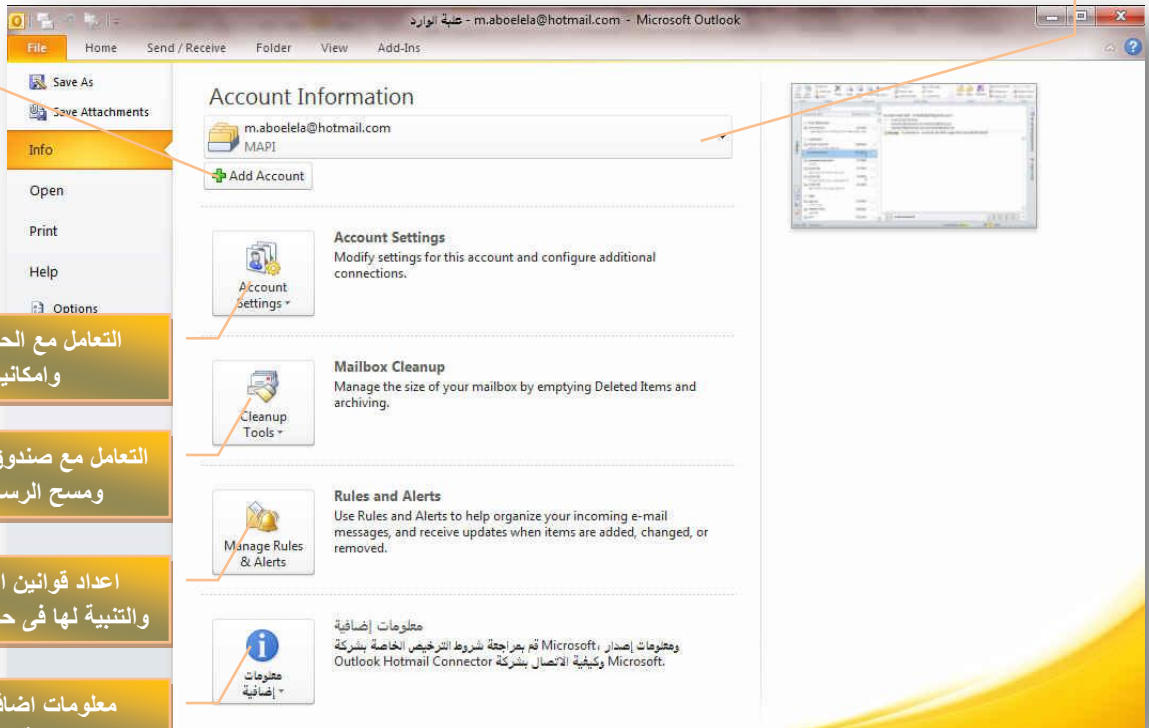 علبة الوارد - m.aboelela@hotmail.com - Microsoft Outlook
File Home Send / Receive Folder View Add-Ins
Save As
Save Attachments
Info
Open
Print
Help
Options
Account Information
m.aboelela@hotmail.com
MAPI
Add Account
Account Settings
Account Settings
Modify settings for this account and configure additional
connections.
التعامل مع
وامكاني
Cleanup
Tools
Mailbox Cleanup
Manage the size of your mailbox by emptying Deleted Items and
archiving.
التعامل مع صندوق
ومسح
Manage Rules
& Alerts
Rules and Alerts
Use Rules and Alerts to help organize your incoming e-mail
messages, and receive updates when items are added, changed, or
removed.
اعداد قوانين
والتنبية لها فى
معلومات
إضافية
معلومات إضافية
قم بمراجعة شروط الترخيص الخاصة بشركة Microsoft، ومعلومات إصدار
Outlook Hotmail Connector وكيفية الاتصال بشركة Microsoft.
معلومات